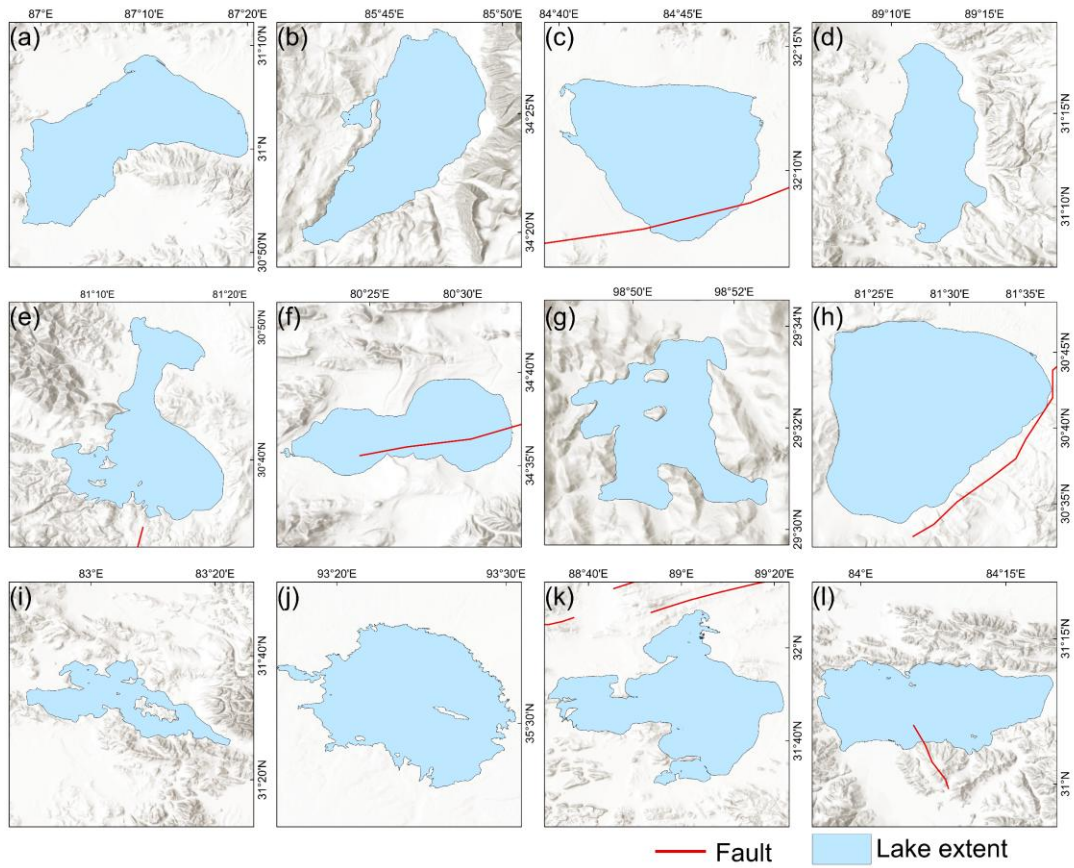 87°E 87°10'E 87°20'E
85°45'E 85°50'E
84°40'E 84°45'E
89°10'E 89°15'E
(a)
31°10'N
31°N
30°50'N
(b)
34°25'N
34°20'N
(c)
32°15'N
32°10'N
(d)
31°15'N
31°10'N
81°10'E 81°20'E
80°25'E 80°30'E
98°50'E 98°52'E
81°25'E 81°30'E 81°35'E
(e)
30°50'N
30°40'N
(f)
34°40'N
34°35'N
(g)
29°34'N
29°32'N
29°30'N
(h)
30°45'N
30°40'N
30°35'N
83°E 83°20'E
93°20'E 93°30'E
88°40'E 89°E 89°20'E
84°E 84°15'E
(i)
31°40'N
31°20'N
(j)
35°30'N
(k)
32°N
31°40'N
(l)
31°15'N
31°N
Fault
Lake extent